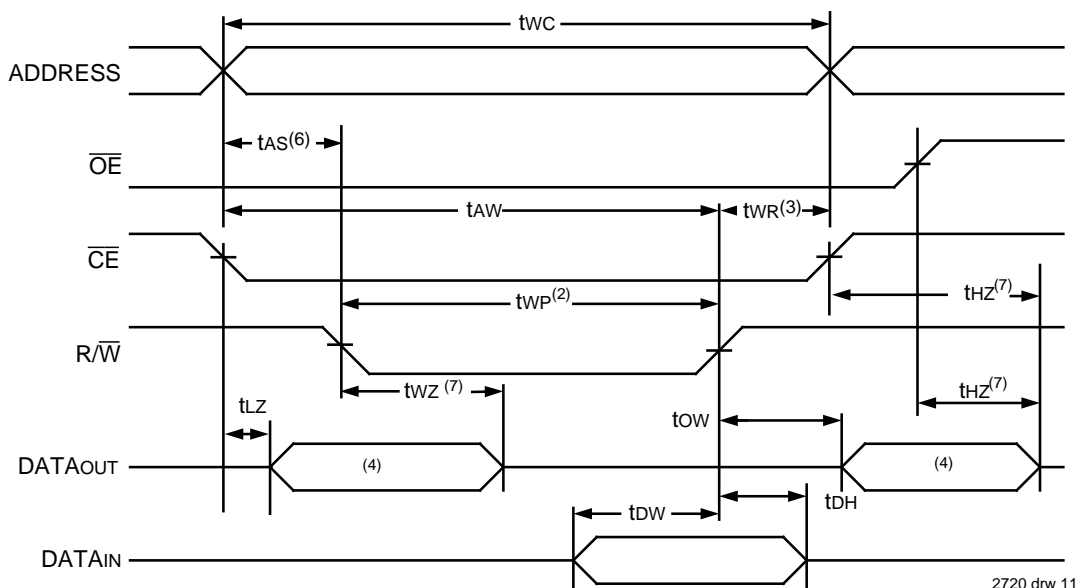 tWC
ADDRESS
tAS(6)
OE
tAW
tWR(3)
CE
tWP(2)
tHZ(7)
R/W
tWZ (7)
tHZ(7)
tLZ
tOW
DATAOUT
(4)
(4)
tDH
tDW
DATAIN
2720 drw 11